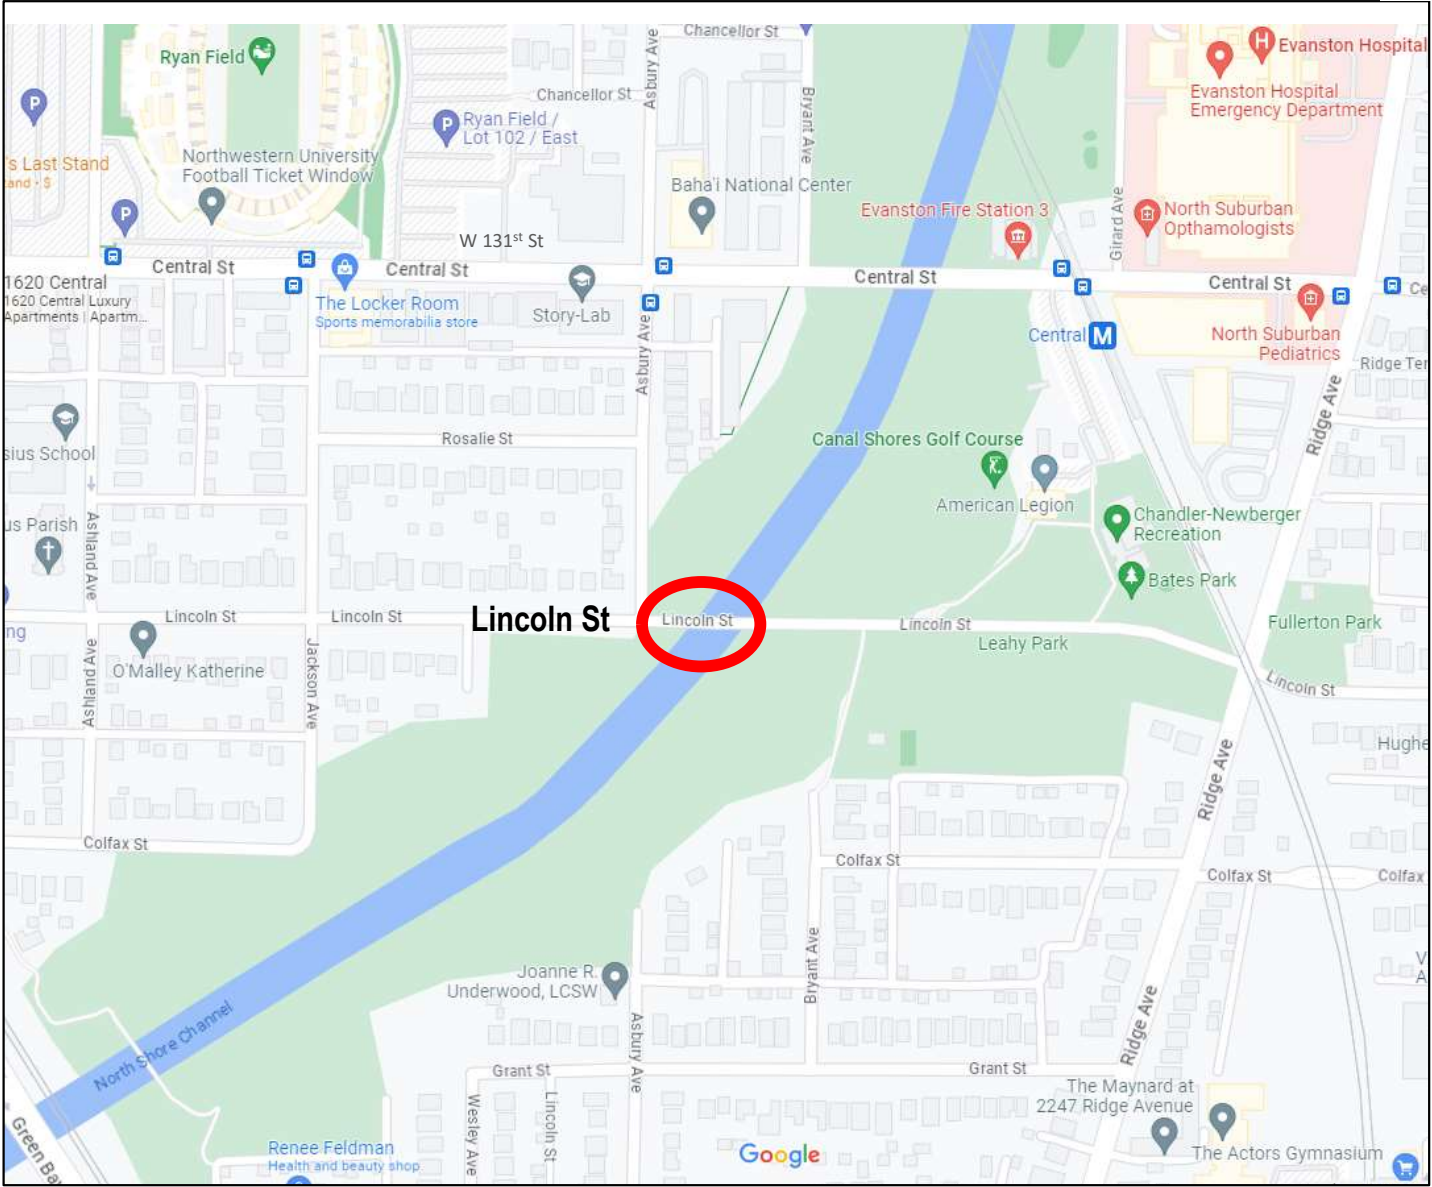 Chancellor St
Ryan Field
Asbury Ave
Evanston Hospital
Chancellor St
Bryant Ave
Evanston Hospital
Emergency Department
P
P
Ryan Field /
Lot 102 / East
's Last Stand
and · $
Northwestern University
Football Ticket Window
Baha'i National Center
P
Evanston Fire Station 3
Girard Ave
North Suburban
Opthamologists
W 131st St
Central St
Central St
Central St
Central St
Ce
1620 Central
1620 Central Luxury
Apartments | Apartm...
The Locker Room
Sports memorabilia store
Story-Lab
Asbury Ave
Central M
North Suburban
Pediatrics
Ridge Ter
Ridge Ave
Rosalie St
Canal Shores Golf Course
sius School
American Legion
Chandler-Newberger
Recreation
us Parish
Ashland Ave
Bates Park
Lincoln St
Lincoln St
Lincoln St
Lincoln St
Lincoln St
Fullerton Park
ng
Leahy Park
O'Malley Katherine
Ashland Ave
Jackson Ave
Lincoln St
Hughe
Ridge Ave
Colfax St
Colfax St
Colfax St
Colfax
Bryant Ave
Joanne R.
Underwood, LCSW
V
A
North Shore Channel
Asbury Ave
Ridge Ave
Grant St
Grant St
The Maynard at
2247 Ridge Avenue
Wesley Ave
Lincoln St
Green Ba
Renee Feldman
Health and beauty shop
Google
The Actors Gymnasium